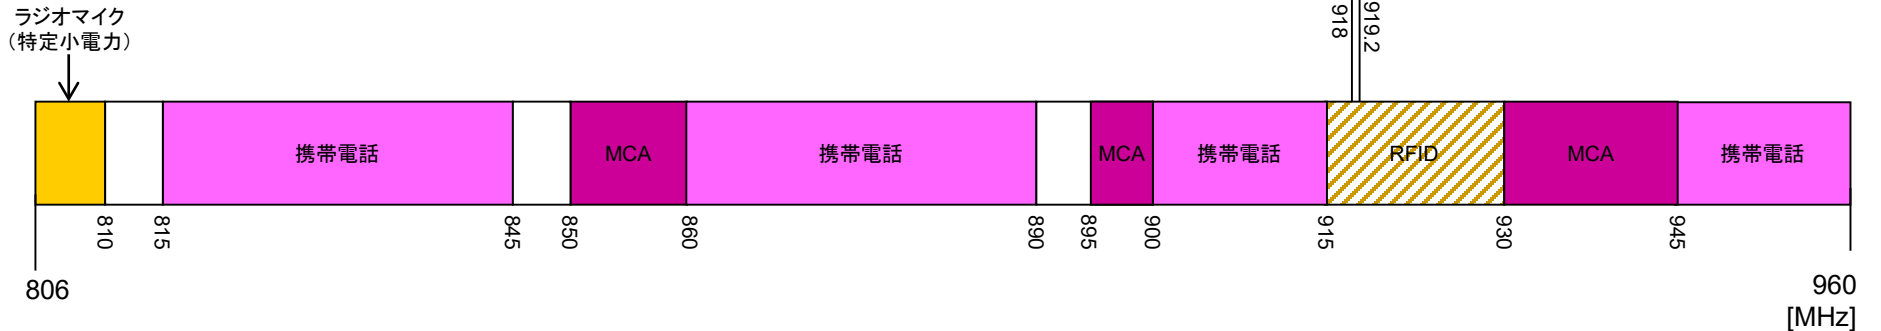 ラジオマイク
（特定小電力）
918
919.2
携帯電話
MCA
携帯電話
MCA
携帯電話
RFID
MCA
携帯電話
810
815
845
850
860
890
895
900
915
930
945
806
960
[MHz]